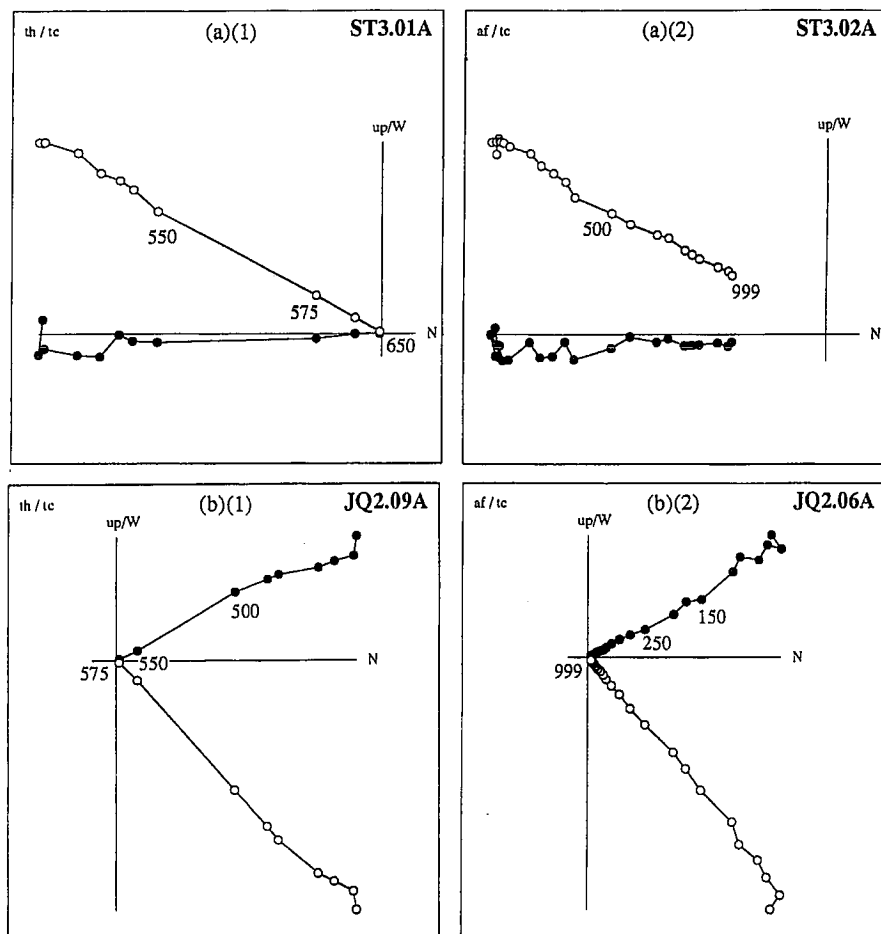 th / tc (a)(1) ST3.01A
up/W
550
575
N
650
af / tc (a)(2) ST3.02A
up/W
500
999
N
th / tc (b)(1) JQ2.09A
up/W
500
575 550 N
af / tc (b)(2) JQ2.06A
up/W
150
250
999 N